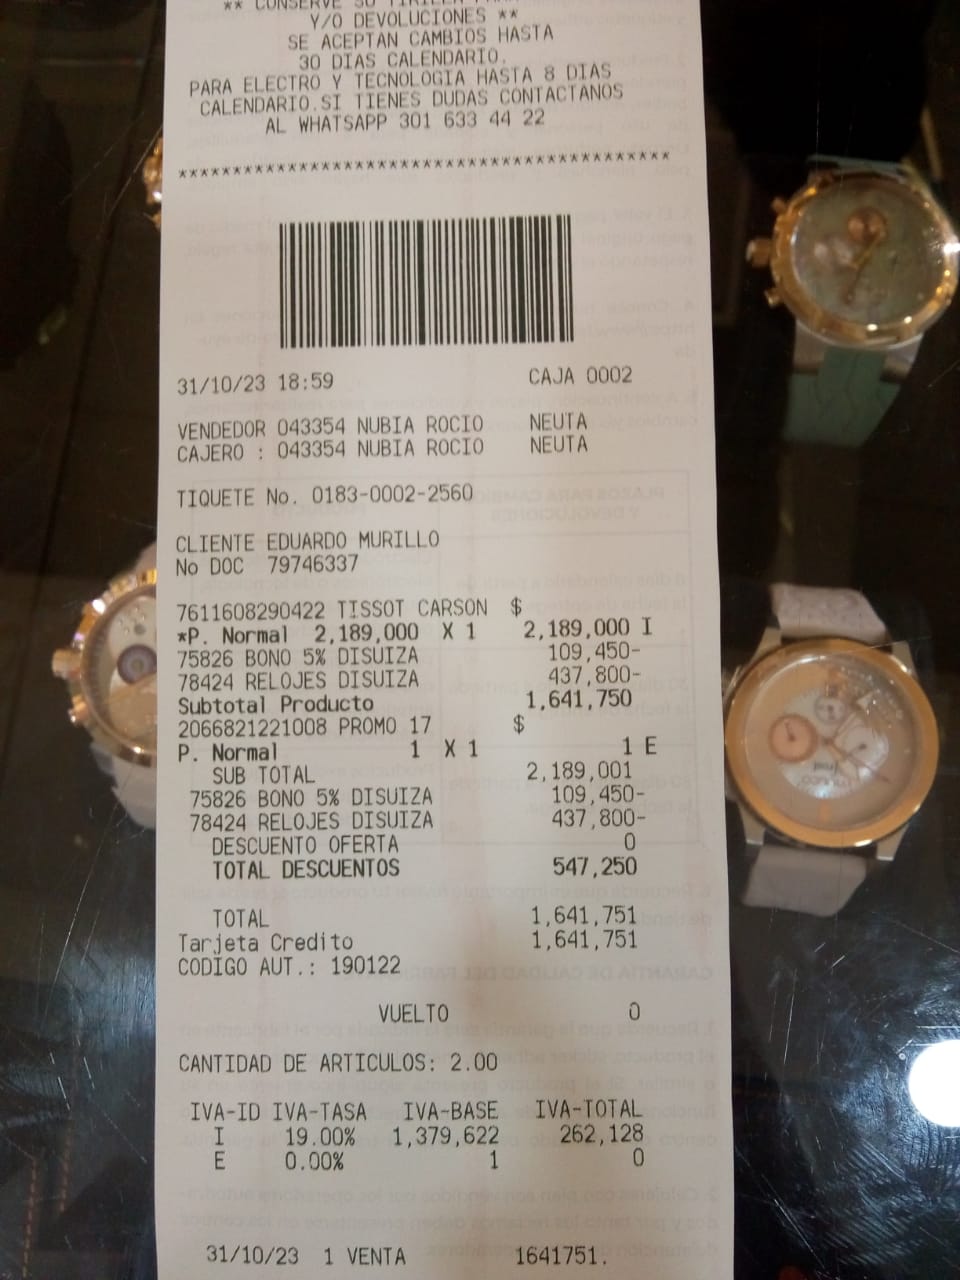 ** CONSERVE SU TIRILLA PARA
Y/O DEVOLUCIONES **
SE ACEPTAN CAMBIOS HASTA
30 DIAS CALENDARIO.
PARA ELECTRO Y TECNOLOGIA HASTA 8 DIAS
CALENDARIO.SI TIENES DUDAS CONTACTANOS
AL WHATSAPP 301 633 44 22
*********************************************
31/10/23 18:59 CAJA 0002
VENDEDOR 043354 NUBIA ROCIO NEUTA
CAJERO : 043354 NUBIA ROCIO NEUTA
TIQUETE No. 0183-0002-2560
CLIENTE EDUARDO MURILLO
No DOC 79746337
7611608290422 TISSOT CARSON $
*P. Normal 2,189,000 X 1 2,189,000 I
75826 BONO 5% DISUIZA 109,450-
78424 RELOJES DISUIZA 437,800-
Subtotal Producto 1,641,750
2066821221008 PROMO 17 $
P. Normal 1 X 1 1 E
SUB TOTAL 2,189,001
75826 BONO 5% DISUIZA 109,450-
78424 RELOJES DISUIZA 437,800-
DESCUENTO OFERTA 0
TOTAL DESCUENTOS 547,250
TOTAL 1,641,751
Tarjeta Credito 1,641,751
CODIGO AUT.: 190122
VUELTO 0
CANTIDAD DE ARTICULOS: 2.00
IVA-ID IVA-TASA IVA-BASE IVA-TOTAL
I 19.00% 1,379,622 262,128
E 0.00% 1 0
31/10/23 1 VENTA 1641751.